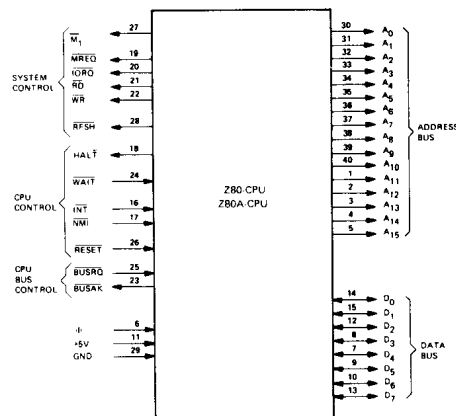 27 M1
19 MREQ
20 IORQ
21 RD
22 WR
28 RFSH
SYSTEM
CONTROL
18 HALT
24 WAIT
16 INT
17 NMI
26 RESET
CPU
CONTROL
25 BUSRQ
23 BUSAK
CPU
BUS
CONTROL
6 Φ
11 +5V
29 GND
Z80-CPU
Z80A-CPU
30 A0
31 A1
32 A2
33 A3
34 A4
35 A5
36 A6
37 A7
38 A8
39 A9
40 A10
1 A11
2 A12
3 A13
4 A14
5 A15
ADDRESS
BUS
14 D0
15 D1
12 D2
8 D3
7 D4
9 D5
10 D6
13 D7
DATA
BUS